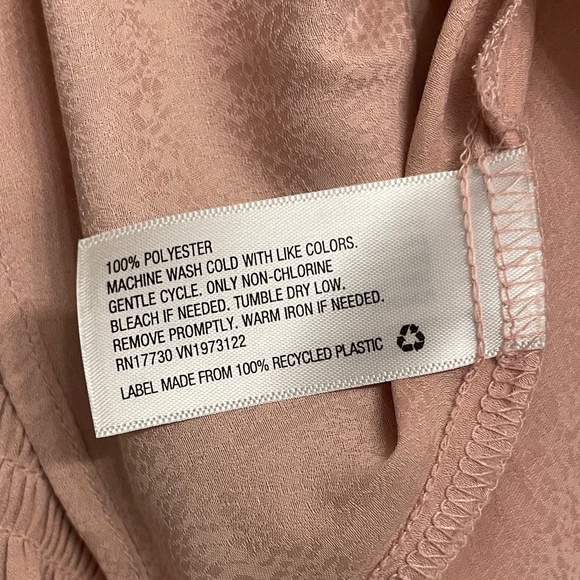 100% POLYESTER
MACHINE WASH COLD WITH LIKE COLORS.
GENTLE CYCLE. ONLY NON-CHLORINE
BLEACH IF NEEDED. TUMBLE DRY LOW.
REMOVE PROMPTLY. WARM IRON IF NEEDED.
RN17730 VN1973122
LABEL MADE FROM 100% RECYCLED PLASTIC